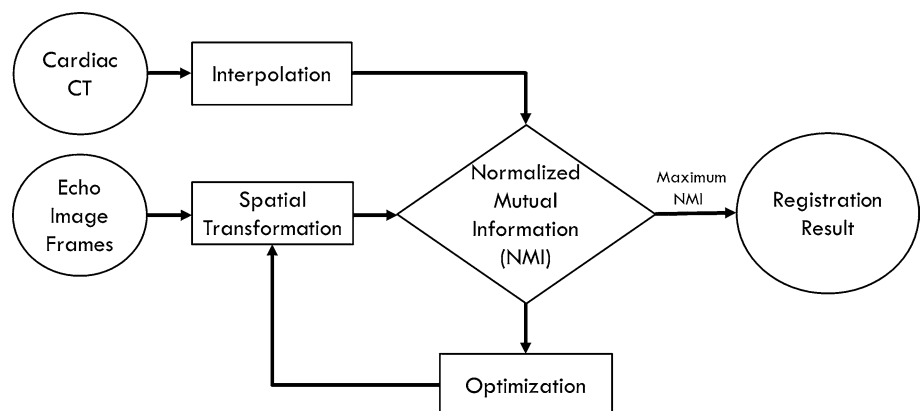 Cardiac
CT
Interpolation
Echo
Image
Frames
Spatial
Transformation
Normalized
Mutual
Information
(NMI)
Maximum
NMI
Registration
Result
Optimization